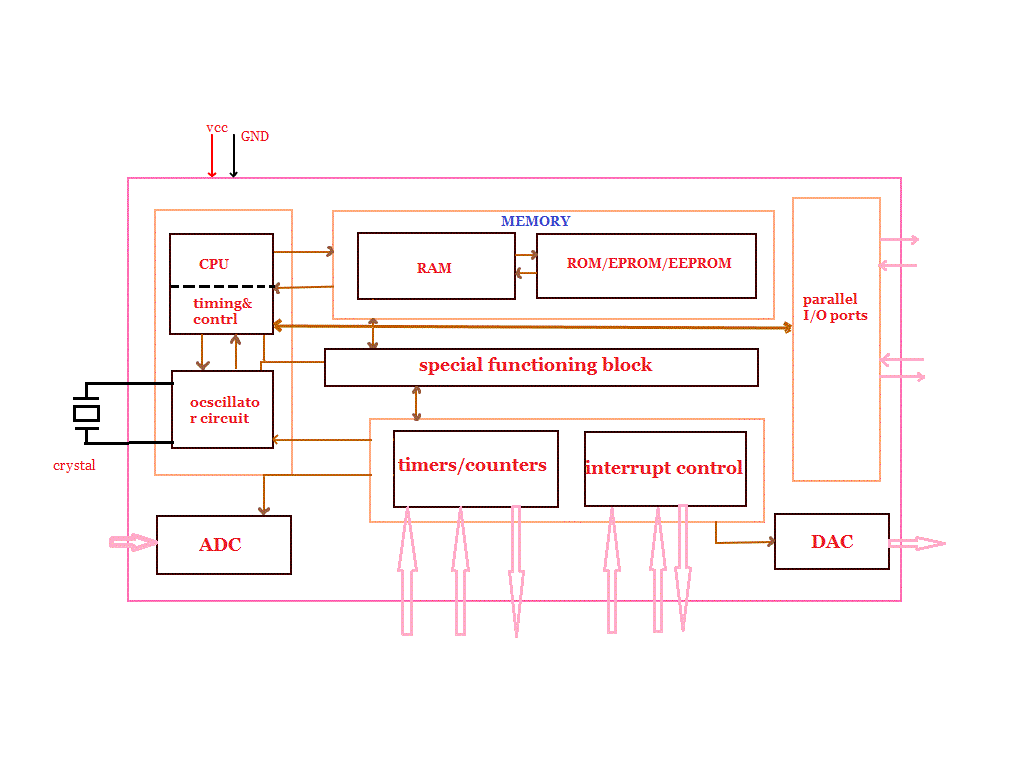 vcc
GND
MEMORY
CPU
RAM
ROM/EPROM/EEPROM
timing&
contrl
parallel
I/O ports
special functioning block
ocscillato
r circuit
crystal
timers/counters
interrupt control
ADC
DAC